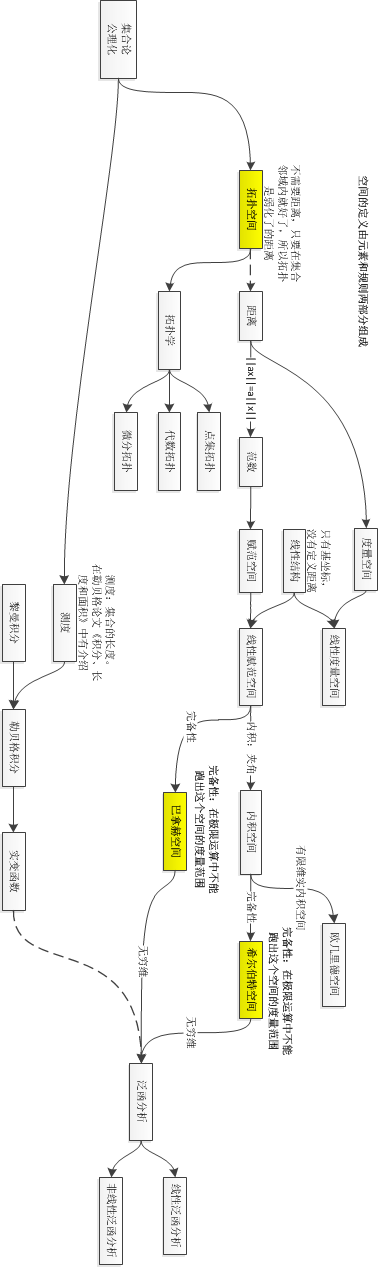 空间的定义由元素和规则两部分组成
集合论
公理化
不需要距离，只要在集合
邻域内就好了，所以拓扑
是弱化了的距离
拓扑空间
距离
拓扑学
点集拓扑
代数拓扑
微分拓扑
||ax||=a||x||
范数
度量空间
只有基坐标，
没有定义距离
线性结构
赋范空间
线性度量空间
线性赋范空间
测度：集合的长度。
在勒贝格论文《积分、长
度和面积》中有介绍
测度
黎曼积分
勒贝格积分
实变函数
完备性
内积：夹角
完备性：在极限运算中不能
跑出这个空间的度量范围
巴拿赫空间
内积空间
有限维实内积空间
欧几里德空间
完备性
完备性：在极限运算中不能
跑出这个空间的度量范围
希尔伯特空间
无穷维
无穷维
泛函分析
线性泛函分析
非线性泛函分析